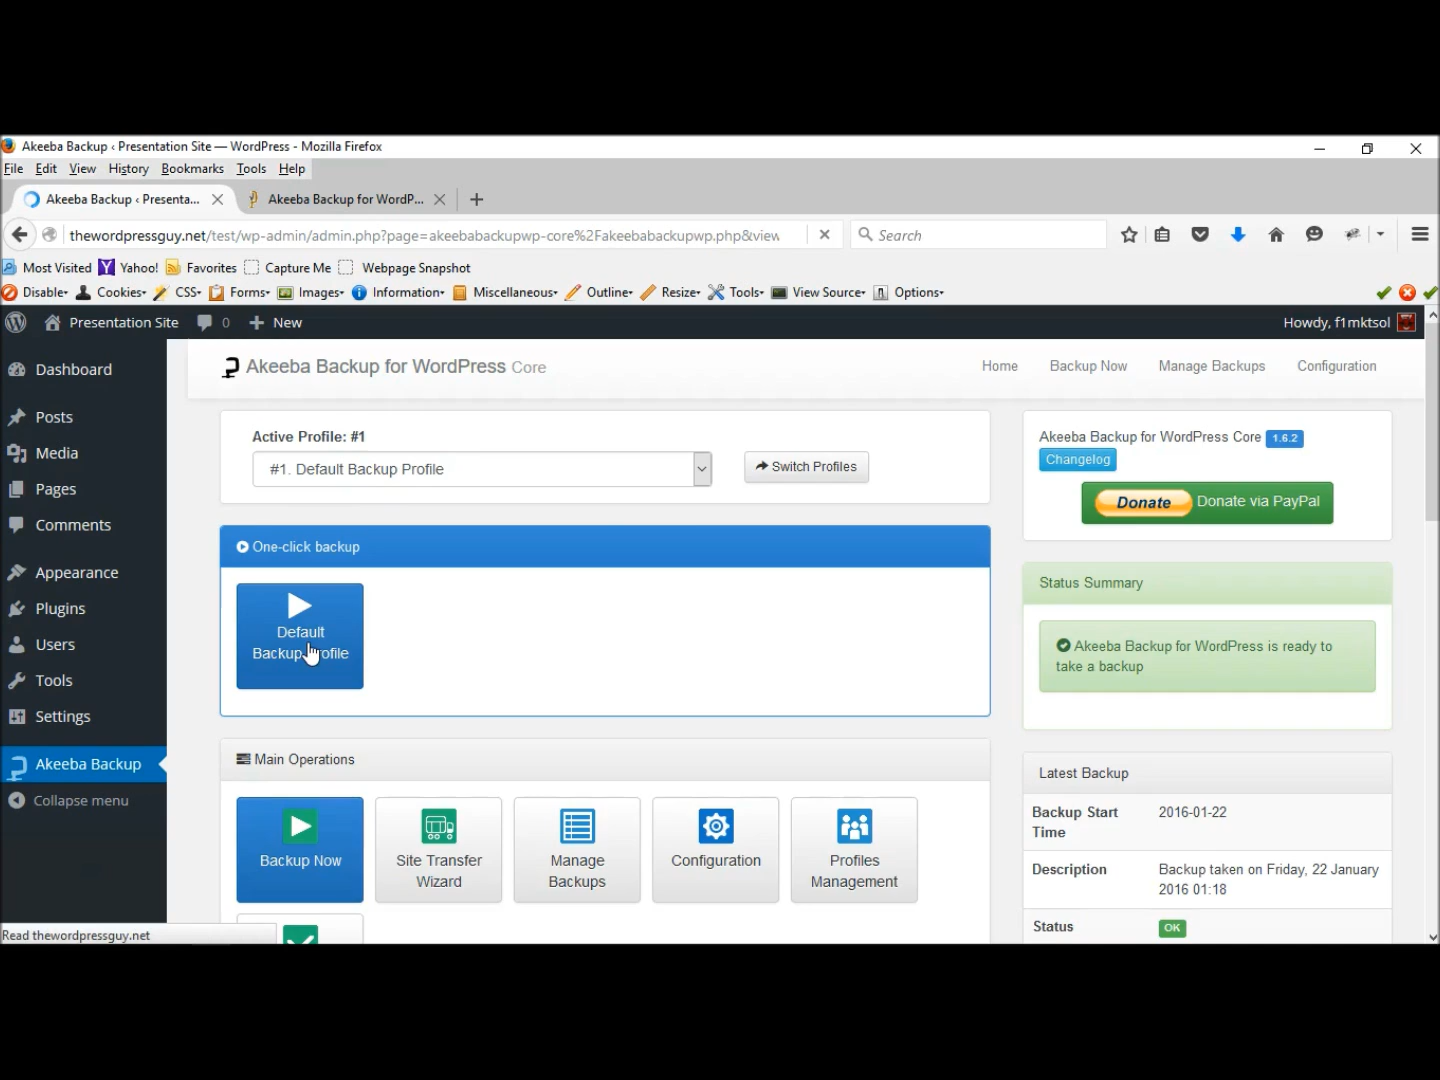 Akeeba Backup ‹ Presentation Site — WordPress - Mozilla Firefox
File Edit View History Bookmarks Tools Help
Akeeba Backup ‹ Presenta... Akeeba Backup for WordP...
thewordpressguy.net/test/wp-admin/admin.php?page=akeebabackupwp-core%2Fakeebabackupwp.php&view Search
Most Visited Yahoo! Favorites Capture Me Webpage Snapshot
Disable Cookies CSS Forms Images Information Miscellaneous Outline Resize Tools View Source Options
Presentation Site 0 New Howdy, f1mktsol
Dashboard
Posts
Media
Pages
Comments
Appearance
Plugins
Users
Tools
Settings
Akeeba Backup
Collapse menu
Akeeba Backup for WordPress Core
Home Backup Now Manage Backups Configuration
Active Profile: #1
#1. Default Backup Profile Switch Profiles
One-click backup
Default
Backup Profile
Main Operations
Backup Now
Site Transfer
Wizard
Manage
Backups
Configuration
Profiles
Management
Akeeba Backup for WordPress Core 1.6.2
Changelog
Donate Donate via PayPal
Status Summary
Akeeba Backup for WordPress is ready to
take a backup
Latest Backup
Backup Start
Time
2016-01-22
Description
Backup taken on Friday, 22 January
2016 01:18
Status OK
Read thewordpressguy.net